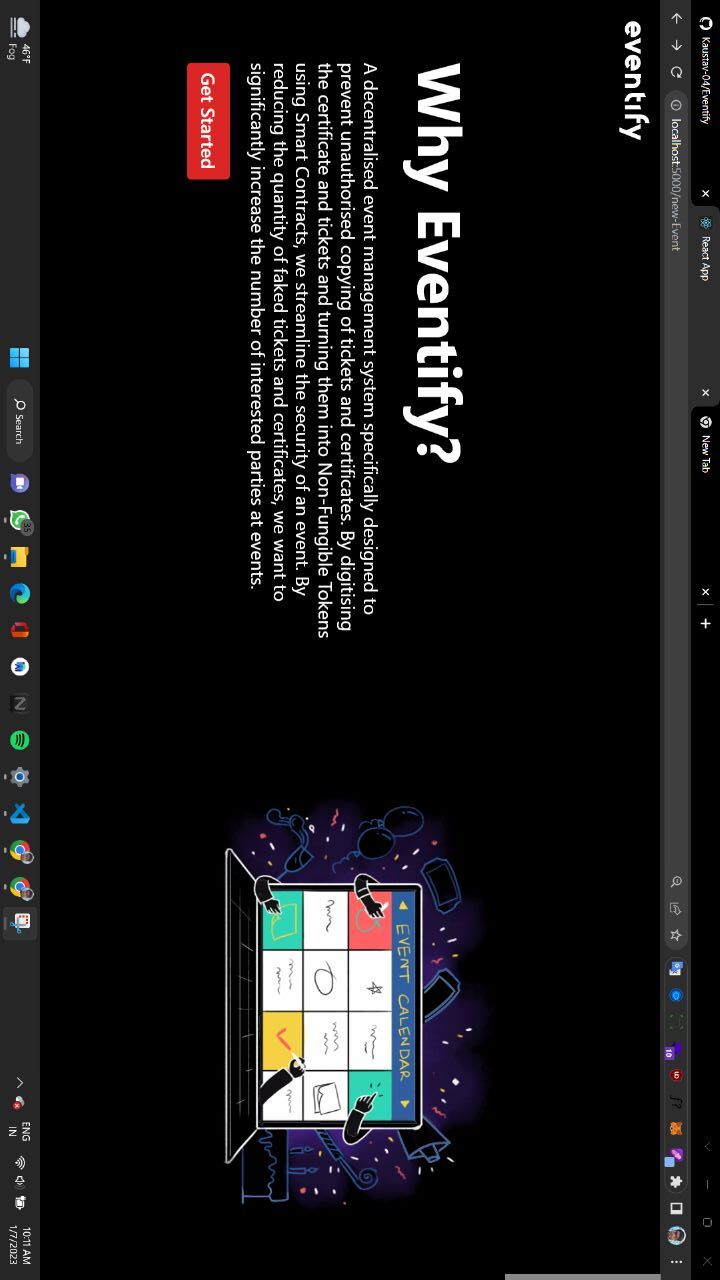 Kaustav-04/Eventify
React App
New Tab
localhost:5000/new-Event
eventify
Why Eventify?
A decentralised event management system specifically designed to
prevent unauthorised copying of tickets and certificates. By digitising
the certificate and tickets and turning them into Non-Fungible Tokens
using Smart Contracts, we streamline the security of an event. By
reducing the quantity of faked tickets and certificates, we want to
significantly increase the number of interested parties at events.
Get Started
EVENT CALENDAR
46°F
Fog
Search
ENG
IN
10:11 AM
1/7/2023